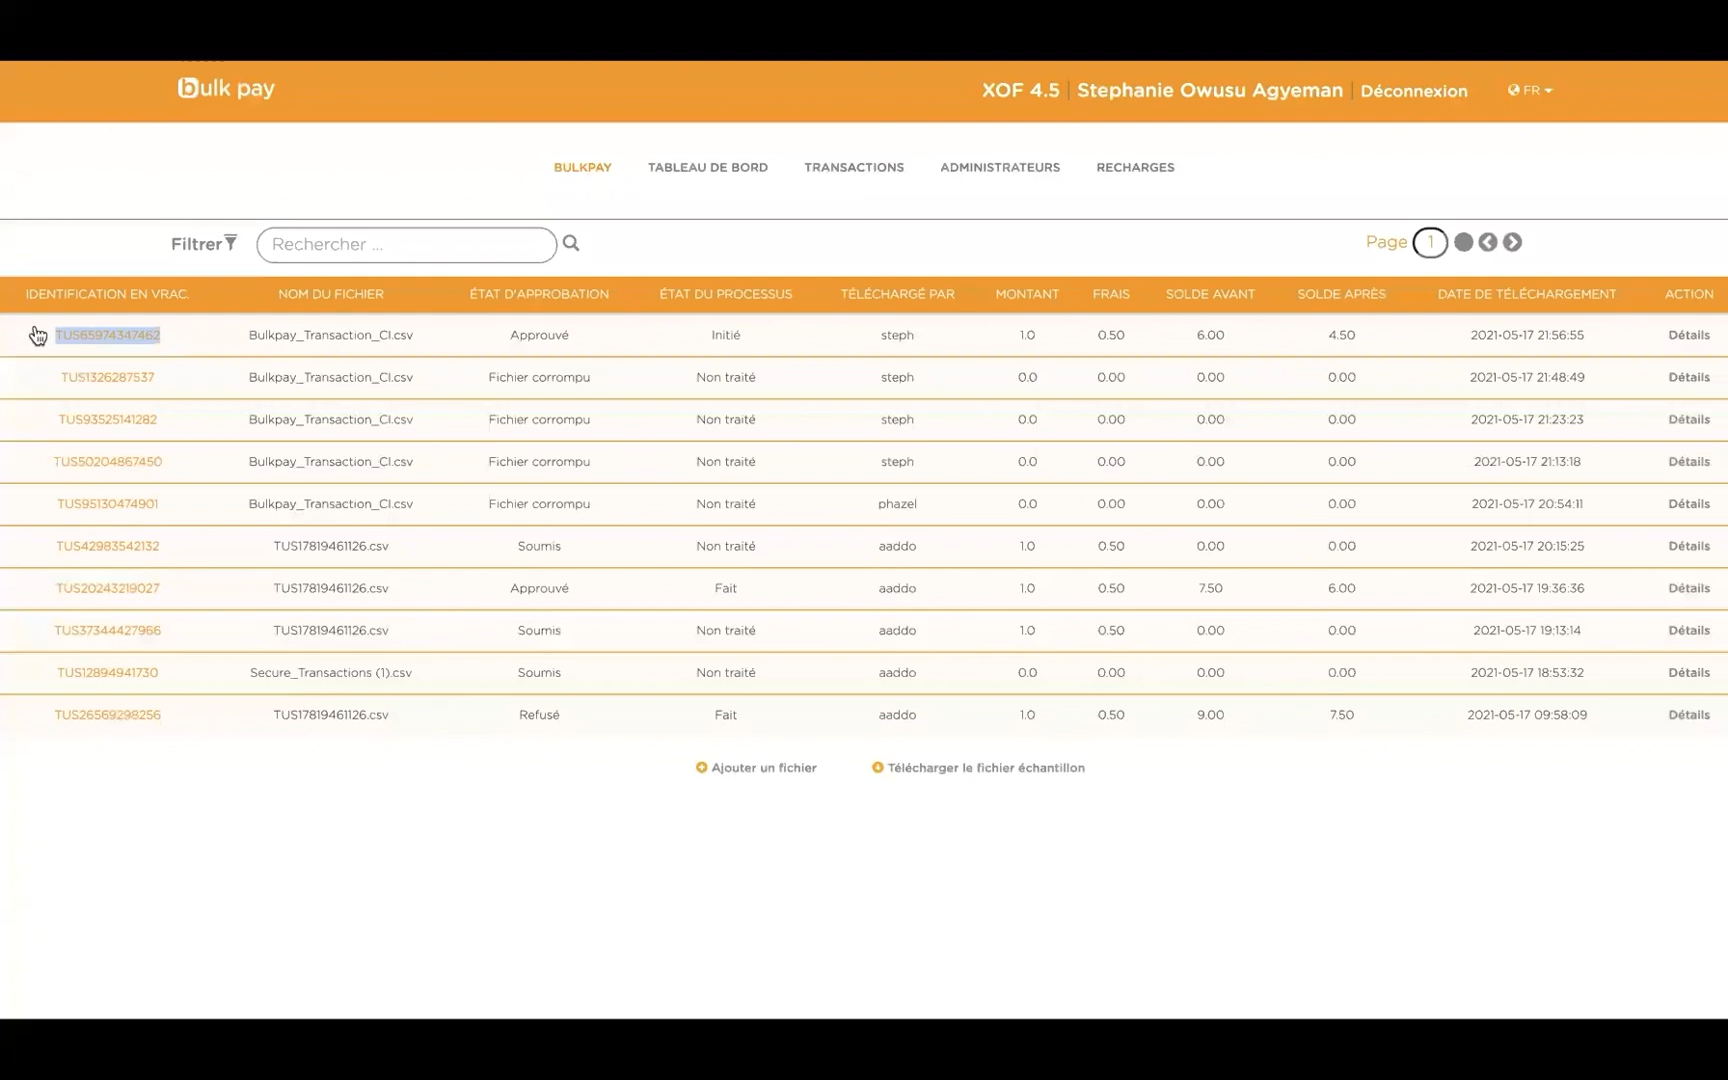 bulk pay
XOF 4.5 | Stephanie Owusu Agyeman | Déconnexion FR
BULKPAY TABLEAU DE BORD TRANSACTIONS ADMINISTRATEURS RECHARGES
Filtrer Rechercher ... Page 1
IDENTIFICATION EN VRAC. NOM DU FICHIER ÉTAT D'APPROBATION ÉTAT DU PROCESSUS TÉLÉCHARGÉ PAR MONTANT FRAIS SOLDE AVANT SOLDE APRÈS DATE DE TÉLÉCHARGEMENT ACTION
TUS65974347462 Bulkpay_Transaction_CI.csv Approuvé Initié steph 1.0 0.50 6.00 4.50 2021-05-17 21:56:55 Détails
TUS1326287537 Bulkpay_Transaction_CI.csv Fichier corrompu Non traité steph 0.0 0.00 0.00 0.00 2021-05-17 21:48:49 Détails
TUS93525141282 Bulkpay_Transaction_CI.csv Fichier corrompu Non traité steph 0.0 0.00 0.00 0.00 2021-05-17 21:23:23 Détails
TUS50204867450 Bulkpay_Transaction_CI.csv Fichier corrompu Non traité steph 0.0 0.00 0.00 0.00 2021-05-17 21:13:18 Détails
TUS95130474901 Bulkpay_Transaction_CI.csv Fichier corrompu Non traité phazel 0.0 0.00 0.00 0.00 2021-05-17 20:54:11 Détails
TUS42983542132 TUS17819461126.csv Soumis Non traité aaddo 1.0 0.50 0.00 0.00 2021-05-17 20:15:25 Détails
TUS20243219027 TUS17819461126.csv Approuvé Fait aaddo 1.0 0.50 7.50 6.00 2021-05-17 19:36:36 Détails
TUS37344427966 TUS17819461126.csv Soumis Non traité aaddo 1.0 0.50 0.00 0.00 2021-05-17 19:13:14 Détails
TUS12894941730 Secure_Transactions (1).csv Soumis Non traité aaddo 0.0 0.00 0.00 0.00 2021-05-17 18:53:32 Détails
TUS26569298256 TUS17819461126.csv Refusé Fait aaddo 1.0 0.50 9.00 7.50 2021-05-17 09:58:09 Détails
Ajouter un fichier Télécharger le fichier échantillon